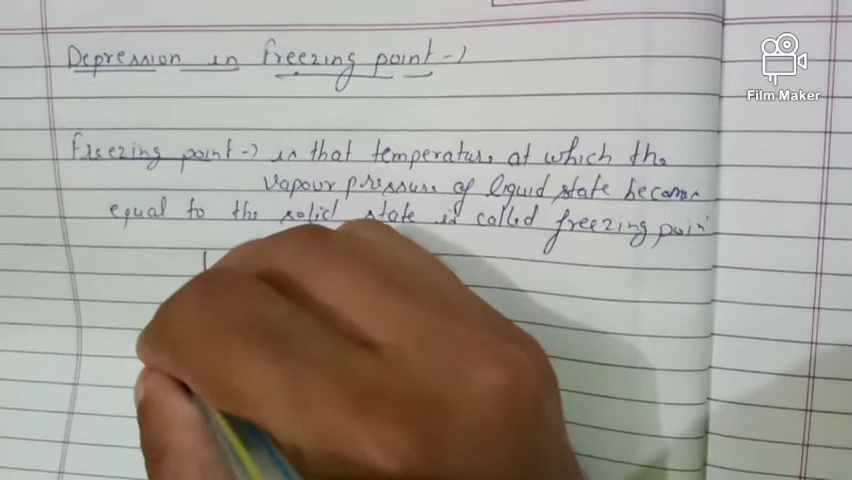 Depression in freezing point →
Film Maker
Freezing point → is that temperature at which the
vapour pressure of liquid state become
equal to the solid state is called freezing point